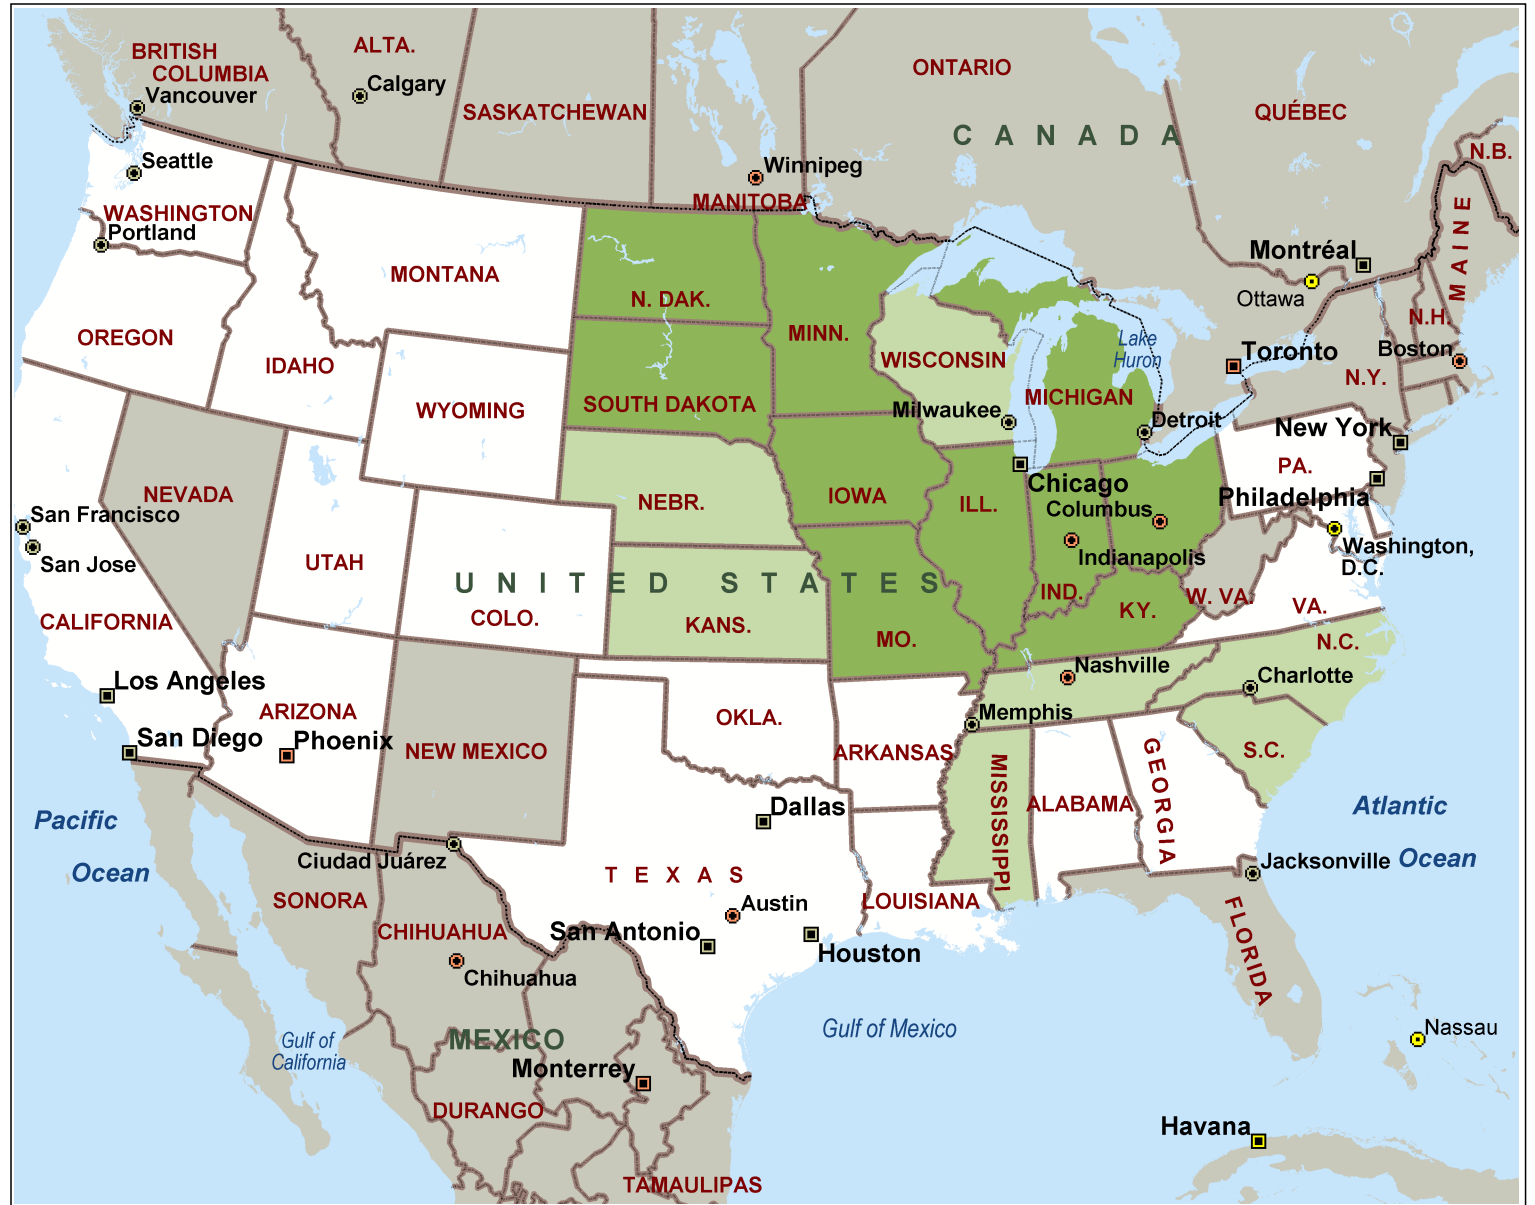 BRITISH
COLUMBIA
Vancouver
ALTA.
Calgary
SASKATCHEWAN
Winnipeg
MANITOBA
ONTARIO
CANADA
QUÉBEC
N.B.
MAINE
Seattle
WASHINGTON
Portland
MONTANA
N. DAK.
MINN.
Montréal
Ottawa
N.H.
OREGON
IDAHO
WYOMING
SOUTH DAKOTA
WISCONSIN
Milwaukee
MICHIGAN
Lake
Huron
Detroit
Toronto
Boston
N.Y.
New York
PA.
Philadelphia
NEVADA
NEBR.
IOWA
ILL.
Chicago
Columbus
Indianapolis
Washington,
D.C.
San Francisco
San Jose
UTAH
UNITED STATES
CALIFORNIA
COLO.
KANS.
MO.
IND.
KY.
W. VA.
VA.
N.C.
Los Angeles
San Diego
ARIZONA
Phoenix
NEW MEXICO
OKLA.
ARKANSAS
Nashville
Memphis
Charlotte
S.C.
MISSISSIPPI
ALABAMA
GEORGIA
Pacific
Ocean
Atlantic
Ocean
Dallas
Ciudad Juárez
TEXAS
Jacksonville
SONORA
CHIHUAHUA
Chihuahua
Austin
San Antonio
Houston
LOUISIANA
FLORIDA
Gulf of
California
MEXICO
Monterrey
Gulf of Mexico
Nassau
DURANGO
Havana
TAMAULIPAS